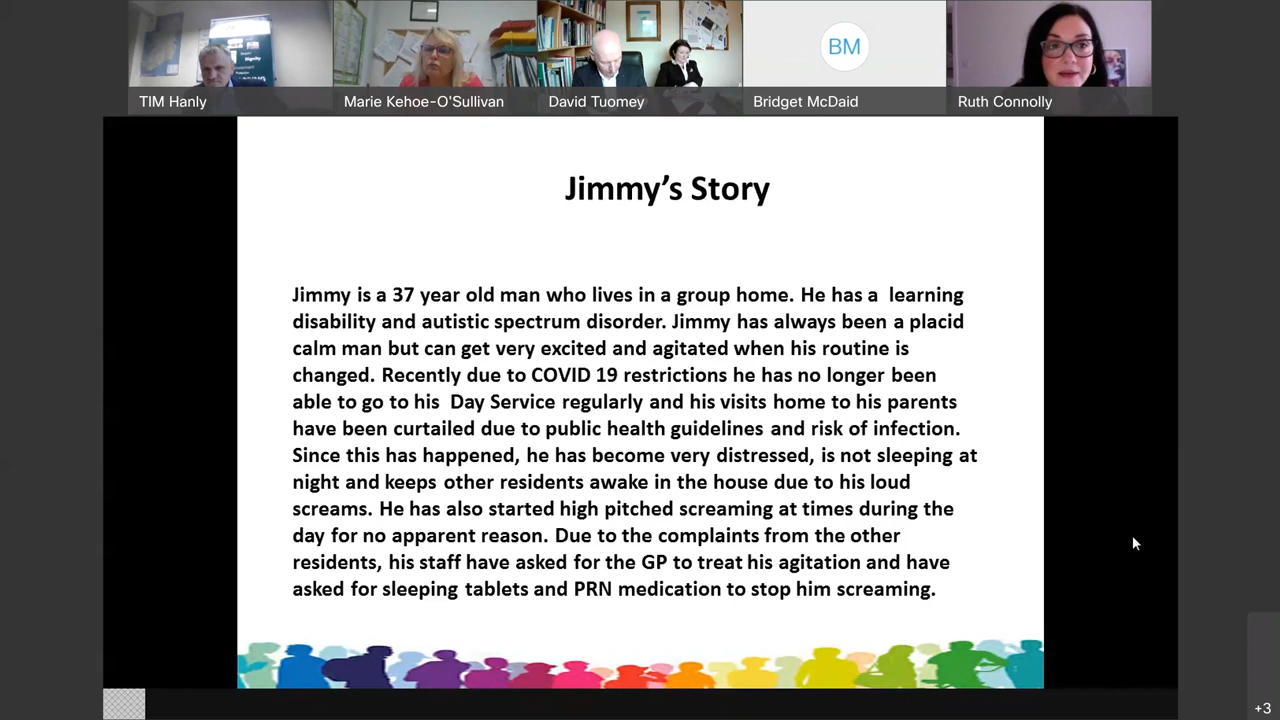 TIM Hanly
Marie Kehoe-O'Sullivan
David Tuomey
BM
Bridget McDaid
Ruth Connolly
Jimmy's Story
Jimmy is a 37 year old man who lives in a group home. He has a  learning
disability and autistic spectrum disorder. Jimmy has always been a placid
calm man but can get very excited and agitated when his routine is
changed. Recently due to COVID 19 restrictions he has no longer been
able to go to his  Day Service regularly and his visits home to his parents
have been curtailed due to public health guidelines and risk of infection.
Since this has happened, he has become very distressed, is not sleeping at
night and keeps other residents awake in the house due to his loud
screams. He has also started high pitched screaming at times during the
day for no apparent reason. Due to the complaints from the other
residents, his staff have asked for the GP to treat his agitation and have
asked for sleeping tablets and PRN medication to stop him screaming.
+3